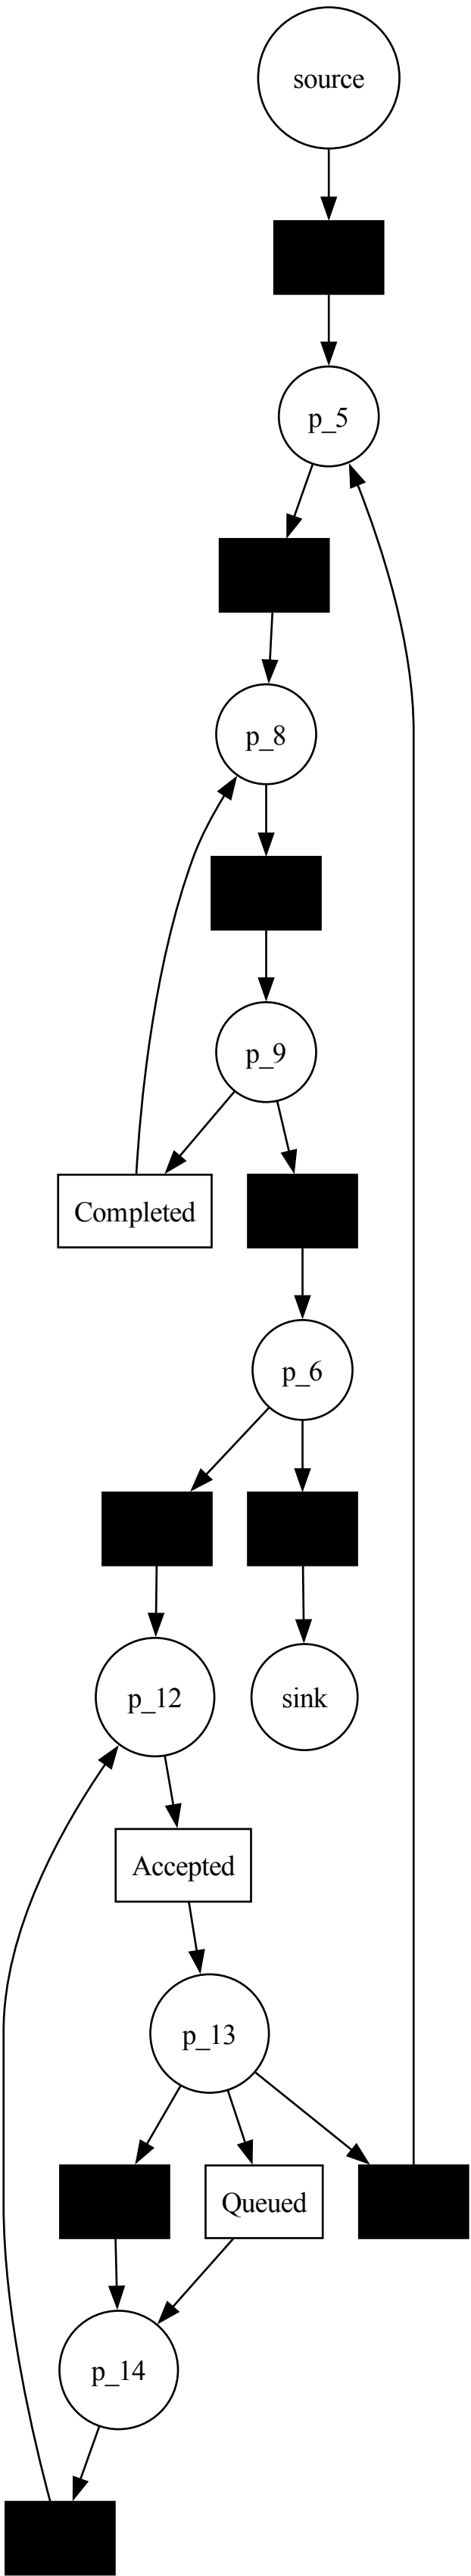 source
p_5
p_8
p_9
Completed
p_6
p_12
sink
Accepted
p_13
Queued
p_14